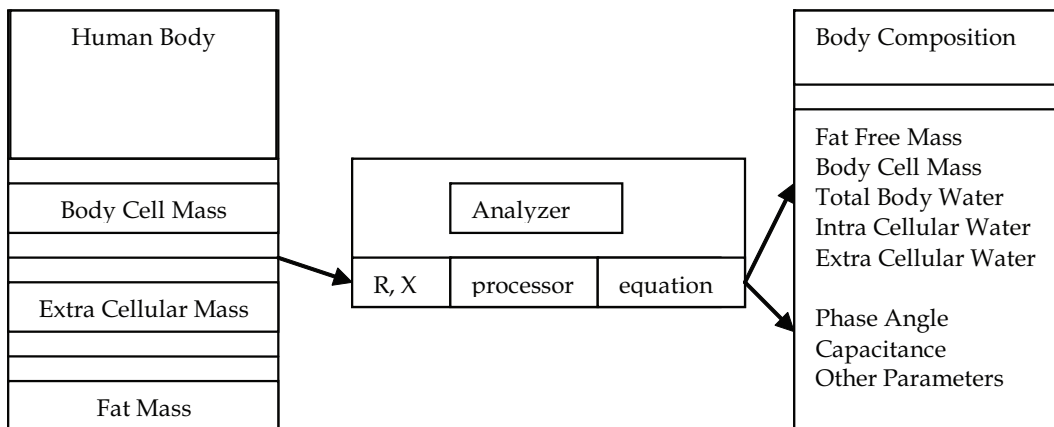 Human Body
Body Cell Mass
Extra Cellular Mass
Fat Mass
Analyzer
R, X
processor
equation
Body Composition
Fat Free Mass
Body Cell Mass
Total Body Water
Intra Cellular Water
Extra Cellular Water
Phase Angle
Capacitance
Other Parameters